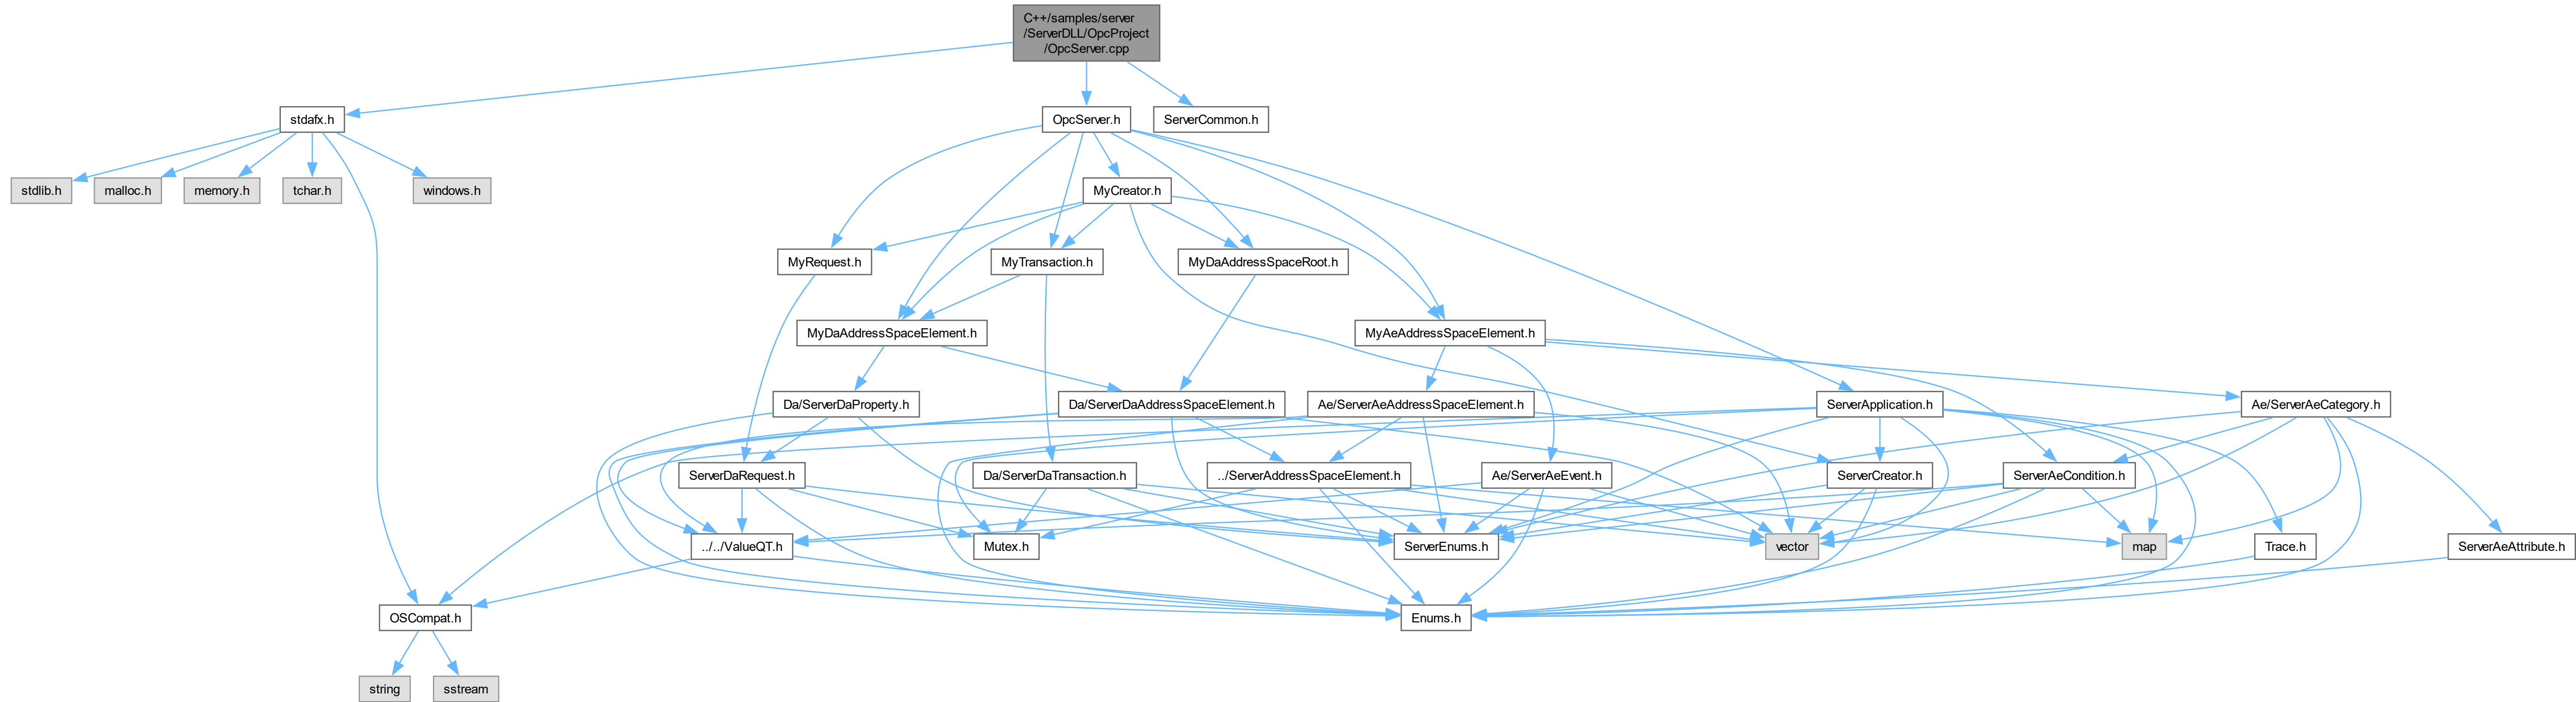 C++/samples/server
/ServerDLL/OpcProject
/OpcServer.cpp
stdafx.h
OpcServer.h
ServerCommon.h
stdlib.h
malloc.h
memory.h
tchar.h
windows.h
MyCreator.h
MyRequest.h
MyTransaction.h
MyDaAddressSpaceRoot.h
MyDaAddressSpaceElement.h
MyAeAddressSpaceElement.h
Da/ServerDaProperty.h
Da/ServerDaAddressSpaceElement.h
Ae/ServerAeAddressSpaceElement.h
ServerApplication.h
Ae/ServerAeCategory.h
ServerDaRequest.h
Da/ServerDaTransaction.h
../ServerAddressSpaceElement.h
Ae/ServerAeEvent.h
ServerCreator.h
ServerAeCondition.h
../../ValueQT.h
Mutex.h
ServerEnums.h
vector
map
Trace.h
ServerAeAttribute.h
OSCompat.h
Enums.h
string
sstream